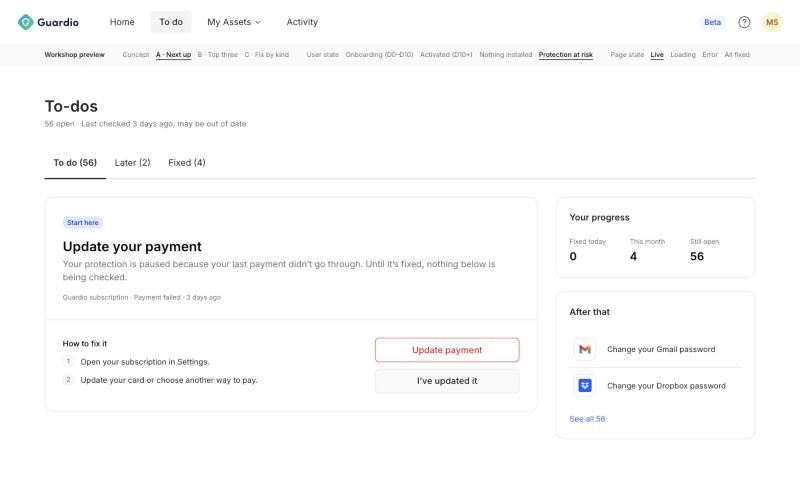 Guardio
Home
To do
My Assets
Activity
Beta
?
MS
Workshop preview
Concept
A · Next up
B · Top three
C · Fix by kind
User state
Onboarding (D0–D10)
Activated (D10+)
Nothing installed
Protection at risk
Page state
Live
Loading
Error
All fixed
To-dos
56 open · Last checked 3 days ago, may be out of date
To do (56)
Later (2)
Fixed (4)
Start here
Update your payment
Your protection is paused because your last payment didn't go through. Until it's fixed, nothing below is
being checked.
Guardio subscription · Payment failed · 3 days ago
How to fix it
1 Open your subscription in Settings.
2 Update your card or choose another way to pay.
Update payment
I've updated it
Your progress
Fixed today
This month
Still open
0
4
56
After that
Change your Gmail password
Change your Dropbox password
See all 56